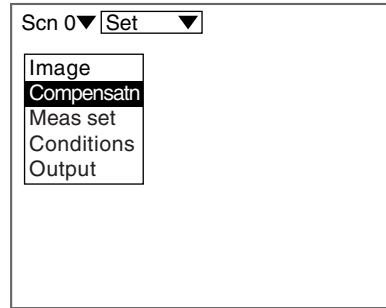 Scn 0▼ Set ▼
Image
Compensatn
Meas set
Conditions
Output